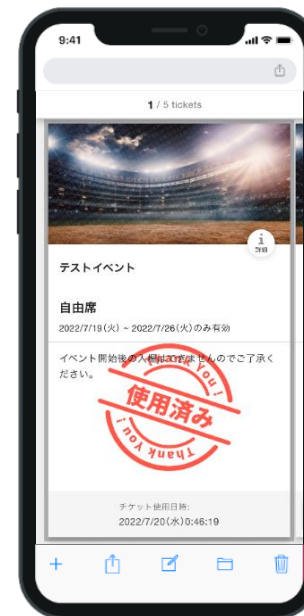 9:41
1 / 5 tickets
詳細
テストイベント
自由席
2022/7/19(火) ~ 2022/7/26(火)のみ有効
イベント開始後の入場はできませんのでご了承く
ださい。
Thank You!
使用済み
Thank You!
チケット使用日時:
2022/7/20(水)0:46:19